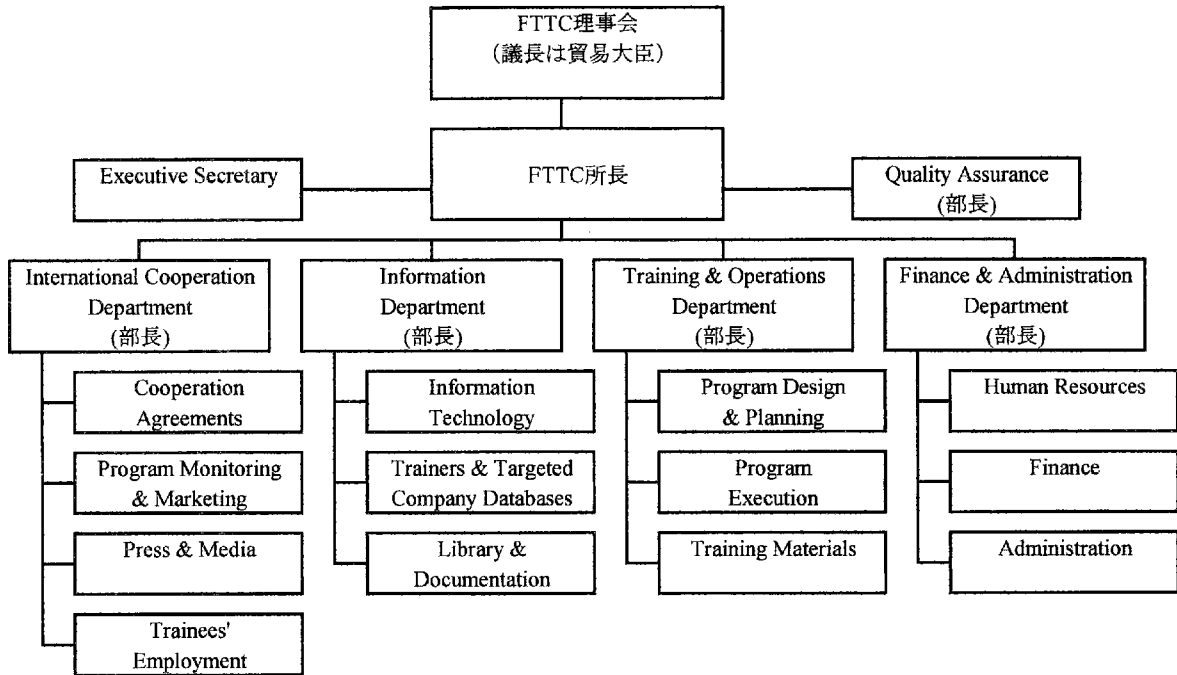 FTTC理事会
(議長は貿易大臣)
Executive Secretary
FTTC所長
Quality Assurance
(部長)
International Cooperation
Department
(部長)
Information
Department
(部長)
Training & Operations
Department
(部長)
Finance & Administration
Department
(部長)
Cooperation
Agreements
Program Monitoring
& Marketing
Press & Media
Trainees'
Employment
Information
Technology
Trainers & Targeted
Company Databases
Library &
Documentation
Program Design
& Planning
Program
Execution
Training Materials
Human Resources
Finance
Administration